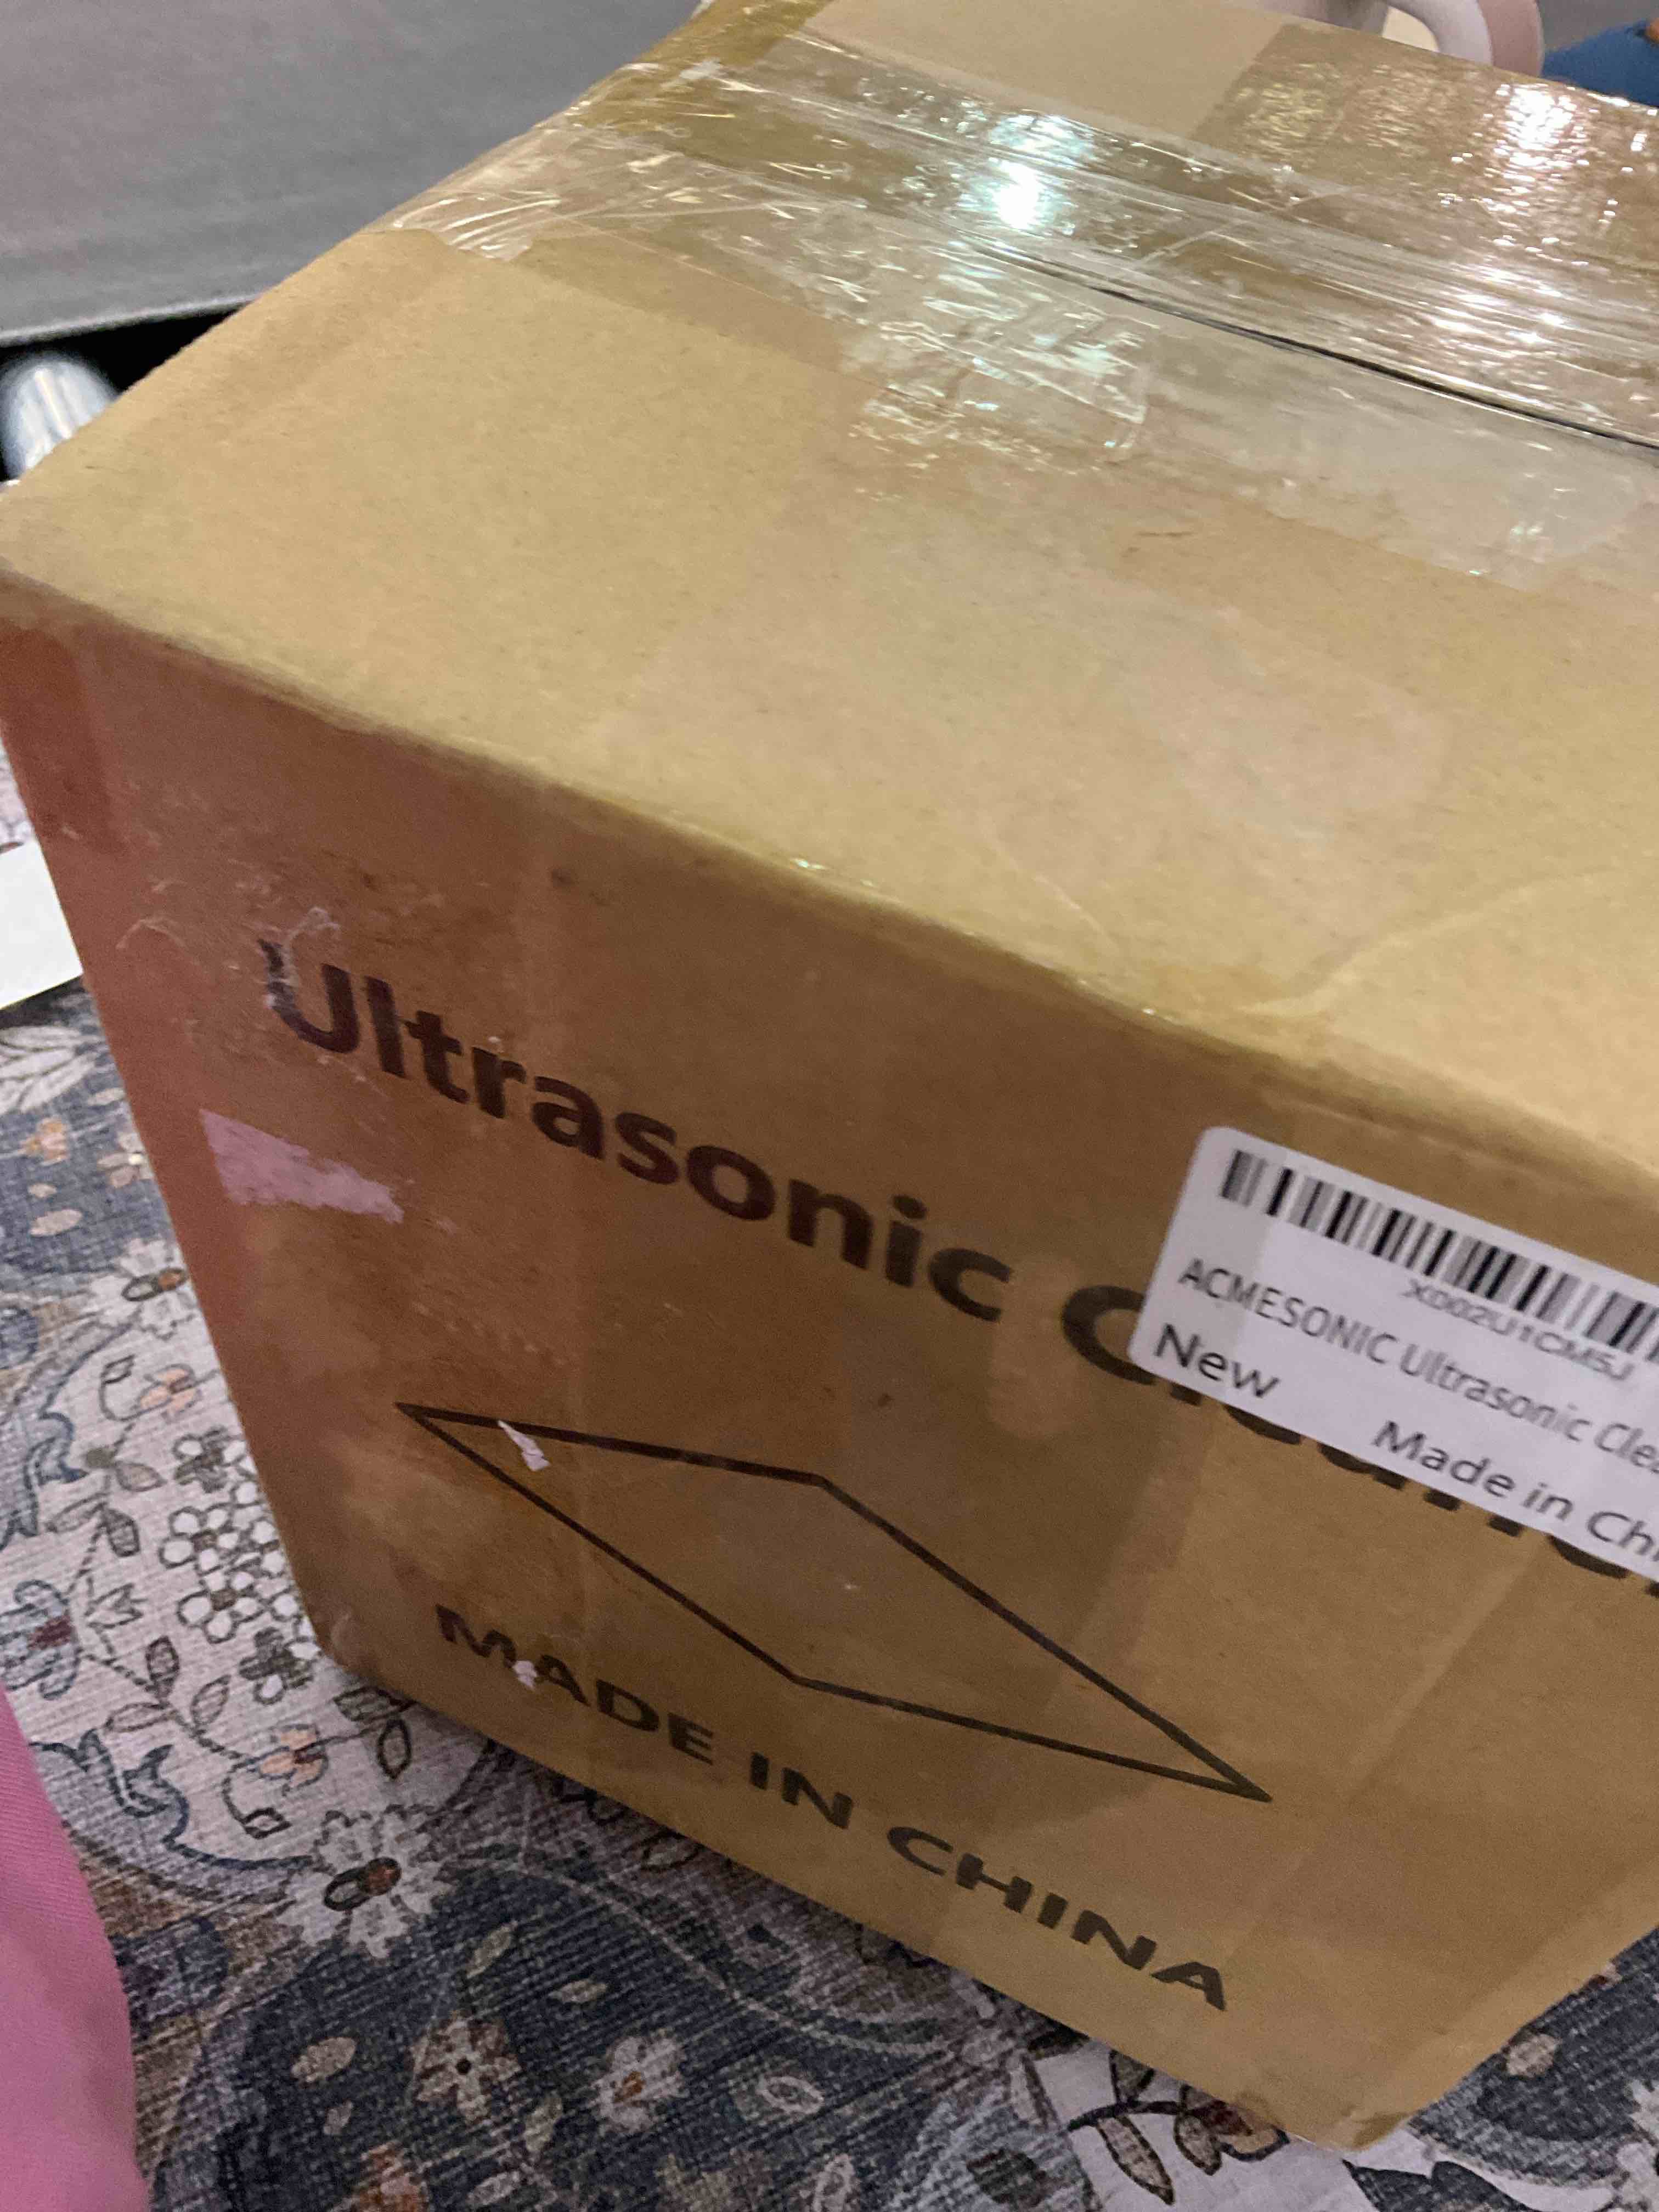 Ultrasonic
X002U1CM5J
ACMESONIC Ultrasonic
New
Made in
MADE IN CHINA